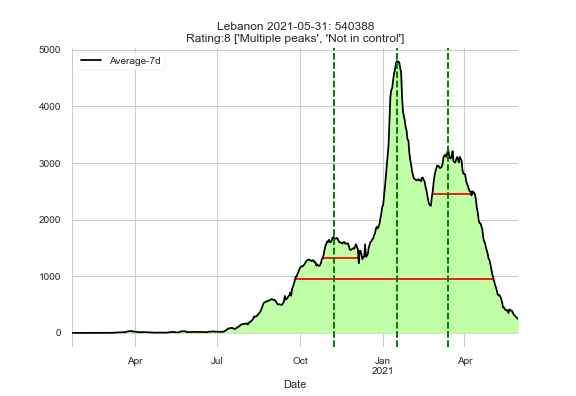 Lebanon 2021-05-31: 540388
Rating:8 ['Multiple peaks', 'Not in control']
Average-7d
5000
4000
3000
2000
1000
0
Apr
Jul
Oct
Jan
2021
Apr
Date